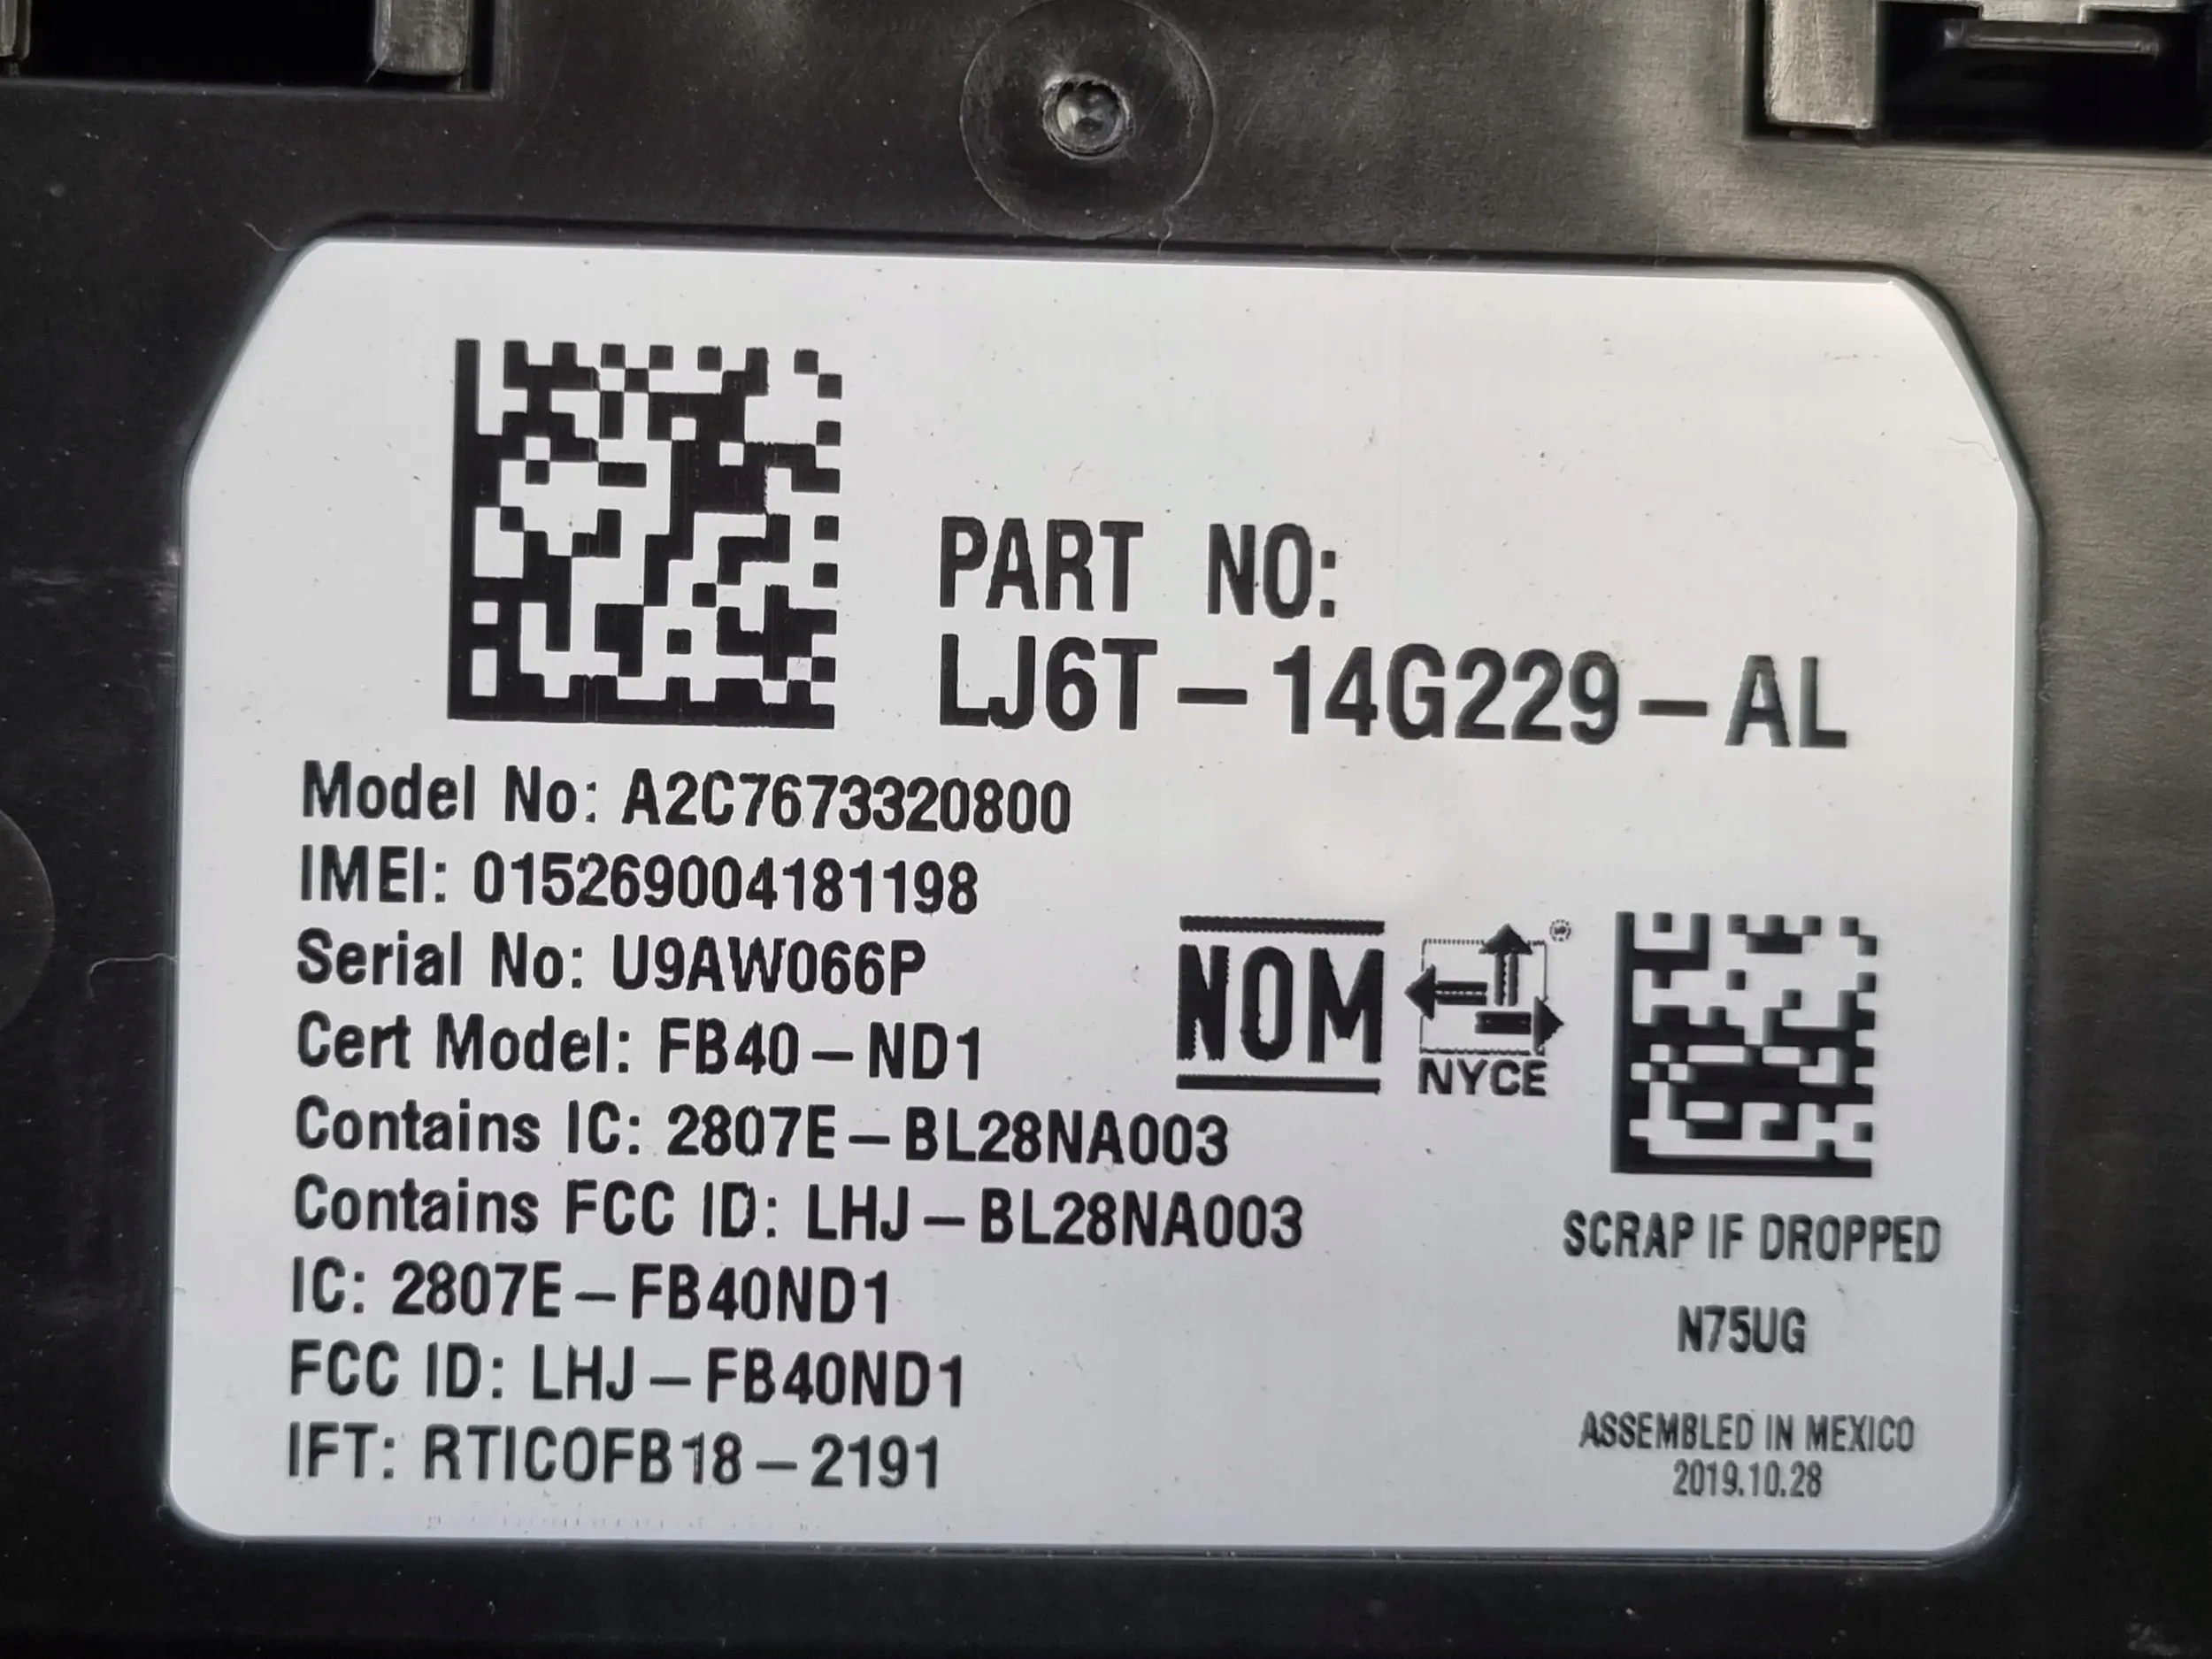 PART NO:
LJ6T-14G229-AL
Model No: A2C7673320800
IMEI: 015269004181198
Serial No: U9AW066P
Cert Model: FB40-ND1
Contains IC: 2807E-BL28NA003
Contains FCC ID: LHJ-BL28NA003
IC: 2807E-FB40ND1
FCC ID: LHJ-FB40ND1
IFT: RTICOFB18-2191
NOM
NYCE
SCRAP IF DROPPED
N75UG
ASSEMBLED IN MEXICO
2019.10.28